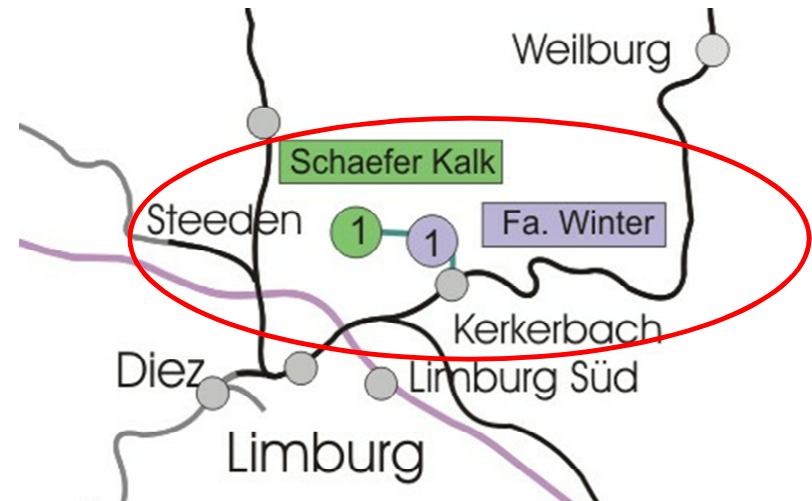 Weilburg
Schaefer Kalk
Steeden
1
1
Fa. Winter
Kerkerbach
Diez
Limburg Süd
Limburg